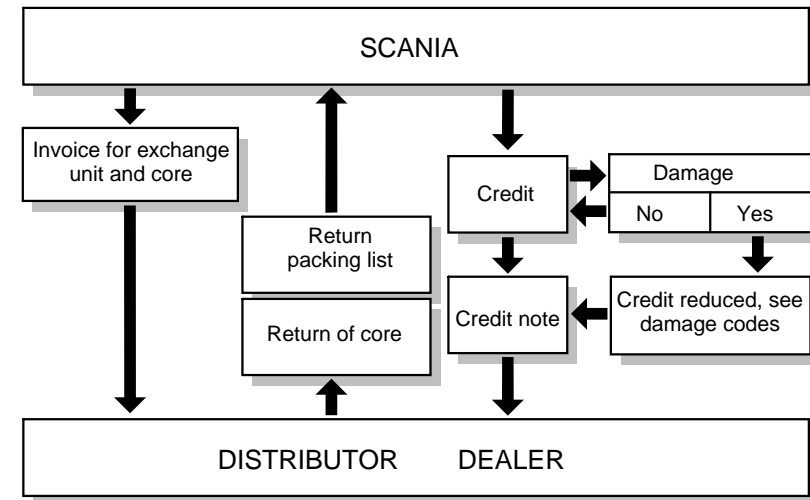 SCANIA
Invoice for exchange
unit and core
Return
packing list
Return of core
Credit
Damage
No
Yes
Credit note
Credit reduced, see
damage codes
DISTRIBUTOR DEALER